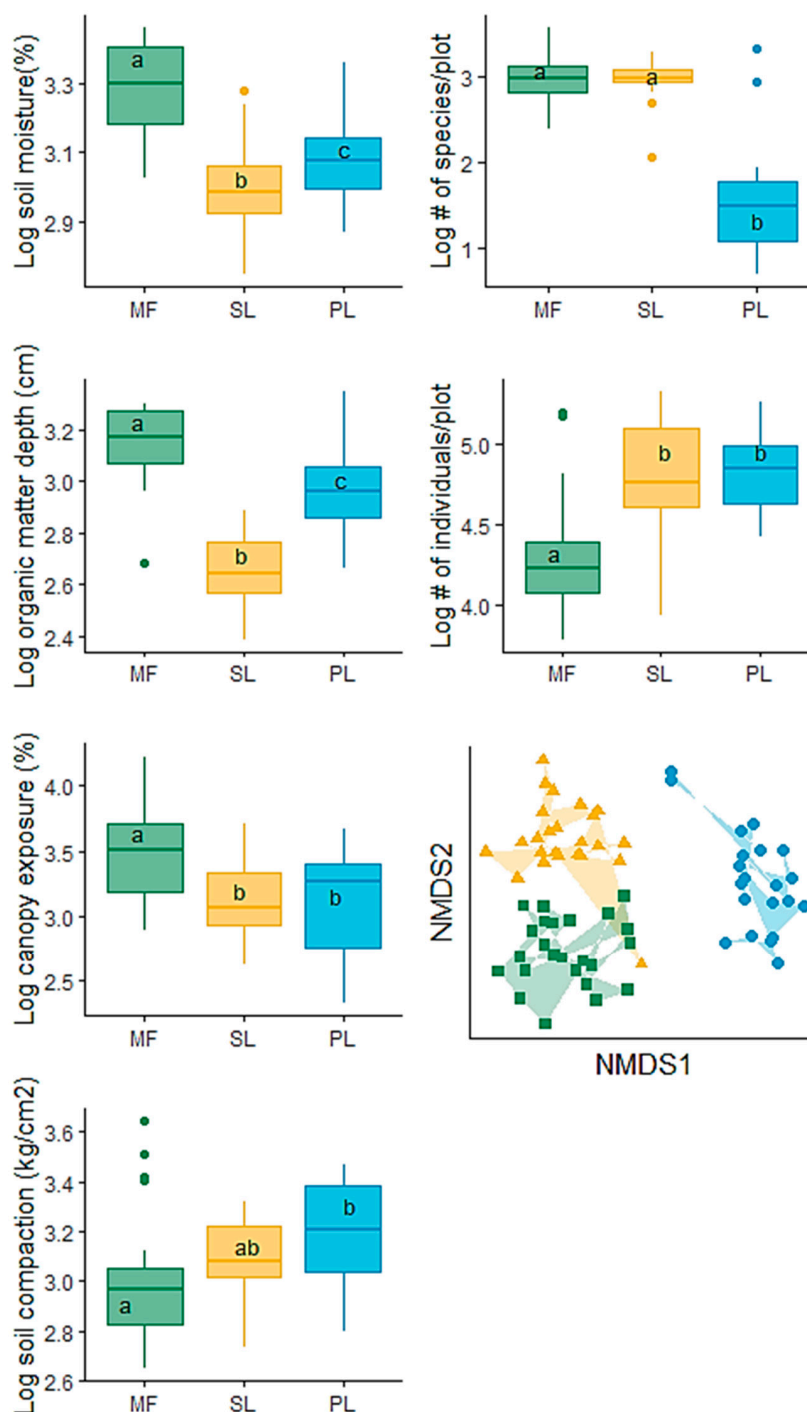 Log soil moisture(%)
3.3
3.1
2.9
a
b
c
MF SL PL
Log # of species/plot
3
2
1
a
a
b
MF SL PL
Log organic matter depth (cm)
3.2
3.0
2.8
2.6
2.4
a
b
c
MF SL PL
Log # of individuals/plot
5.0
4.5
4.0
a
b
b
MF SL PL
Log canopy exposure (%)
4.0
3.5
3.0
2.5
a
b
b
MF SL PL
NMDS2
NMDS1
Log soil compaction (kg/cm2)
3.6
3.4
3.2
3.0
2.8
2.6
a
ab
b
MF SL PL